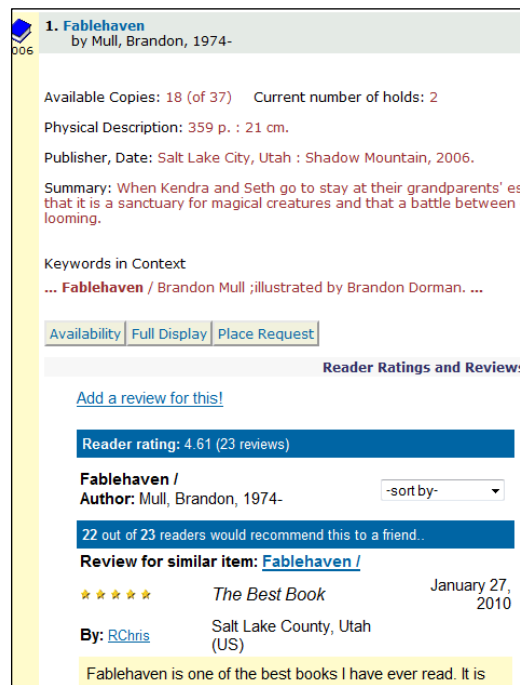 1. Fablehaven
by Mull, Brandon, 1974-
006
Available Copies: 18 (of 37) Current number of holds: 2
Physical Description: 359 p. : 21 cm.
Publisher, Date: Salt Lake City, Utah : Shadow Mountain, 2006.
Summary: When Kendra and Seth go to stay at their grandparents' es
that it is a sanctuary for magical creatures and that a battle between
looming.
Keywords in Context
... Fablehaven / Brandon Mull ;illustrated by Brandon Dorman. ...
Availability Full Display Place Request
Reader Ratings and Reviews
Add a review for this!
Reader rating: 4.61 (23 reviews)
Fablehaven /
Author: Mull, Brandon, 1974-
-sort by-
22 out of 23 readers would recommend this to a friend..
Review for similar item: Fablehaven /
The Best Book
January 27,
2010
By: RChris
Salt Lake County, Utah
(US)
Fablehaven is one of the best books I have ever read. It is